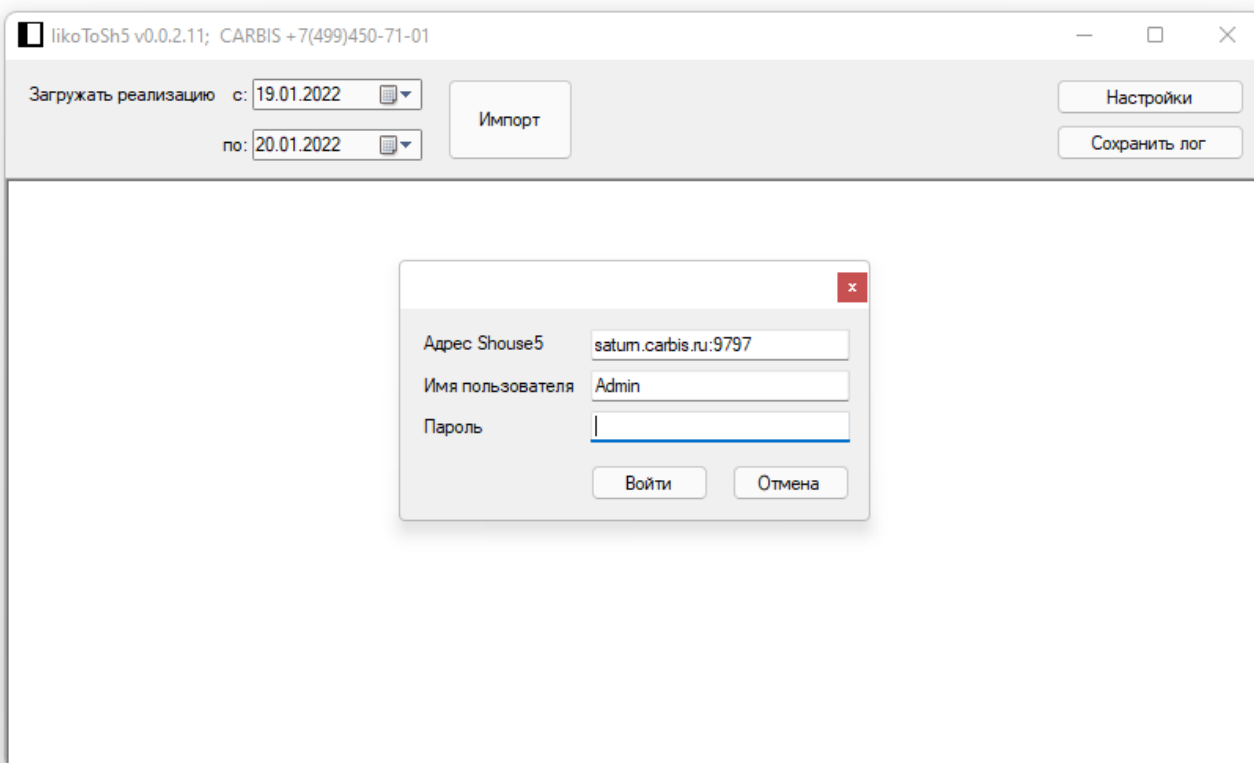 IikoToSh5 v0.0.2.11;  CARBIS +7(499)450-71-01
Загружать реализацию с: 19.01.2022
по: 20.01.2022
Импорт
Настройки
Сохранить лог
x
Адрес Shouse5 saturn.carbis.ru:9797
Имя пользователя Admin
Пароль
Войти Отмена